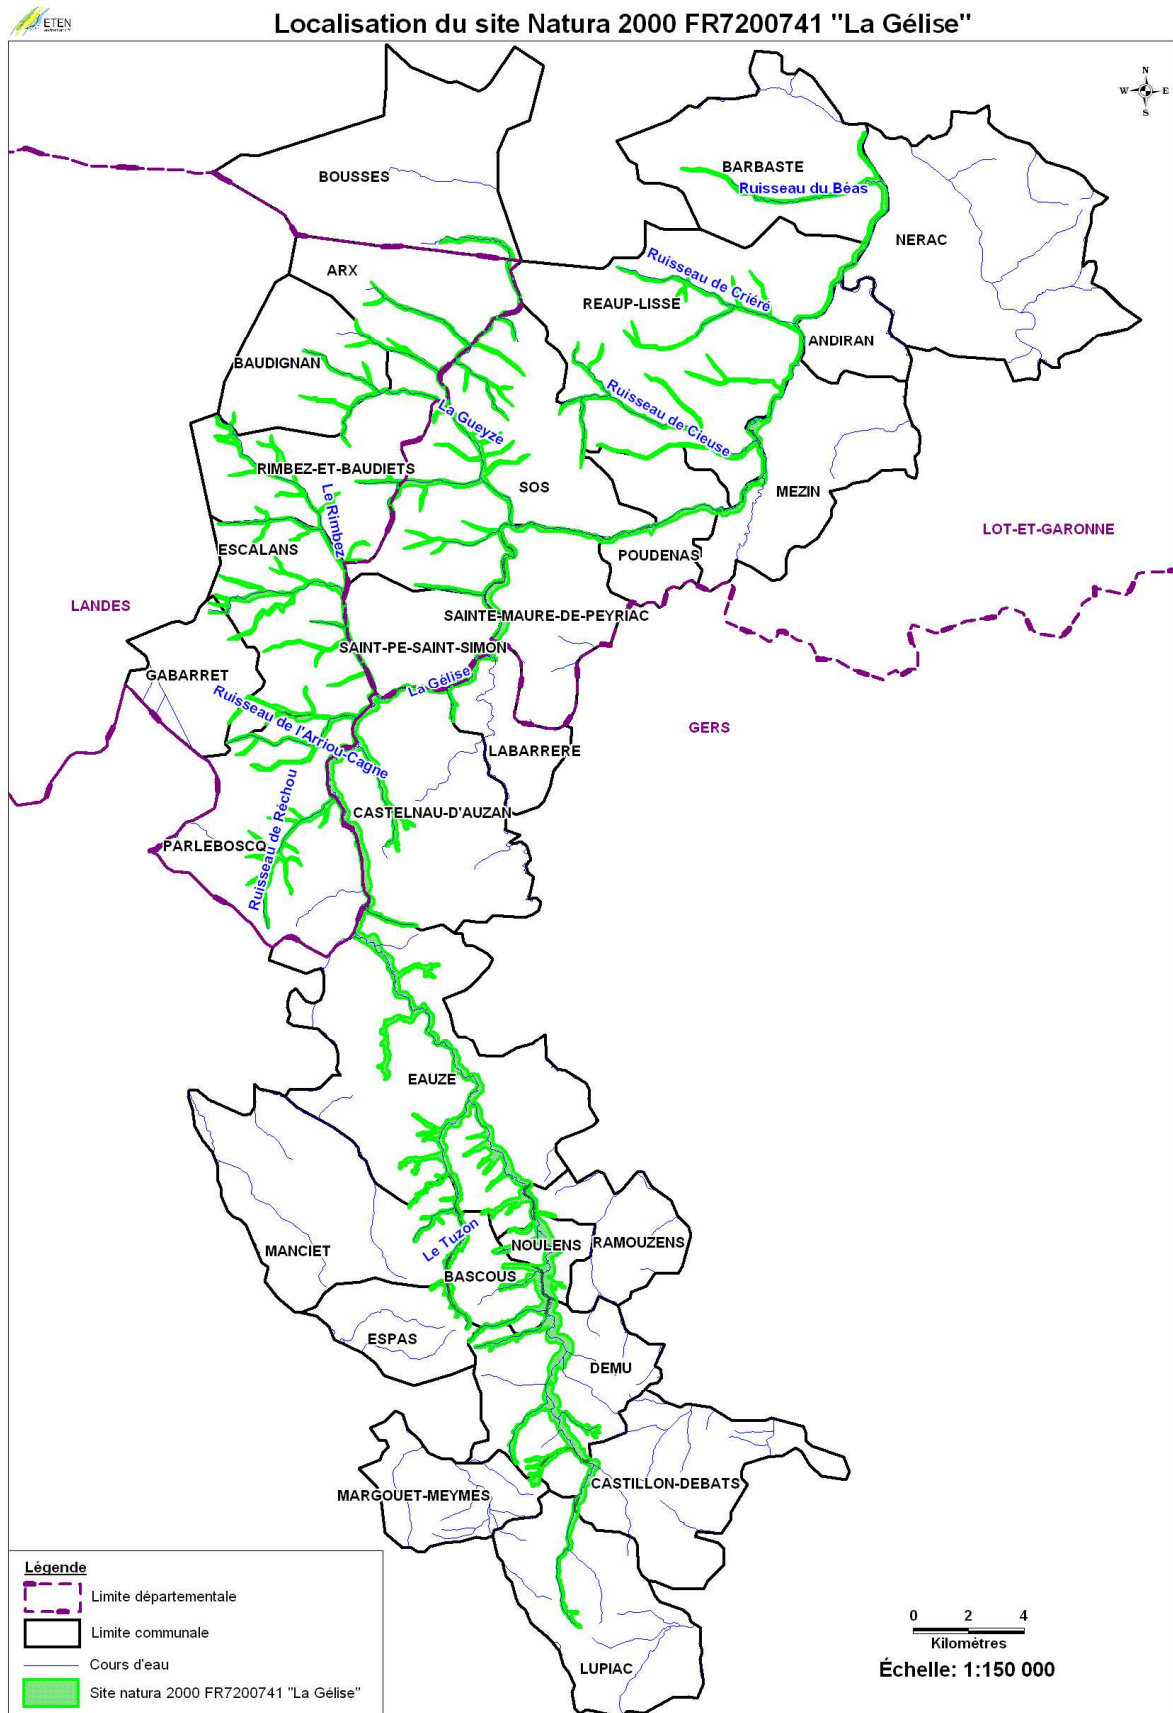 ETEN
Localisation du site Natura 2000 FR7200741 "La Gélise"
N
W E
S
BARBASTE
BOUSSES
Ruisseau du Béas
NERAC
ARX
Ruisseau de Criéré
REAUP-LISSE
ANDIRAN
BAUDIGNAN
La Gueyze
Ruisseau de Cieuse
RIMBEZ-ET-BAUDIETS
SOS
MEZIN
Le Rimbez
LOT-ET-GARONNE
ESCALANS
POUDENAS
LANDES
SAINTE-MAURE-DE-PEYRIAC
SAINT-PE-SAINT-SIMON
GABARRET
La Gélise
Ruisseau de l'Arriou-Cagne
GERS
LABARRERE
Ruisseau de Réchou
CASTELNAU-D'AUZAN
PARLEBOSCQ
EAUZE
Le Tuzon
NOULENS
RAMOUZENS
MANCIET
BASCOUS
ESPAS
DEMU
CASTILLON-DEBATS
MARGOUET-MEYMES
LUPIAC
Légende
Limite départementale
Limite communale
Cours d'eau
Site natura 2000 FR7200741 "La Gélise"
0 2 4
Kilomètres
Échelle: 1:150 000